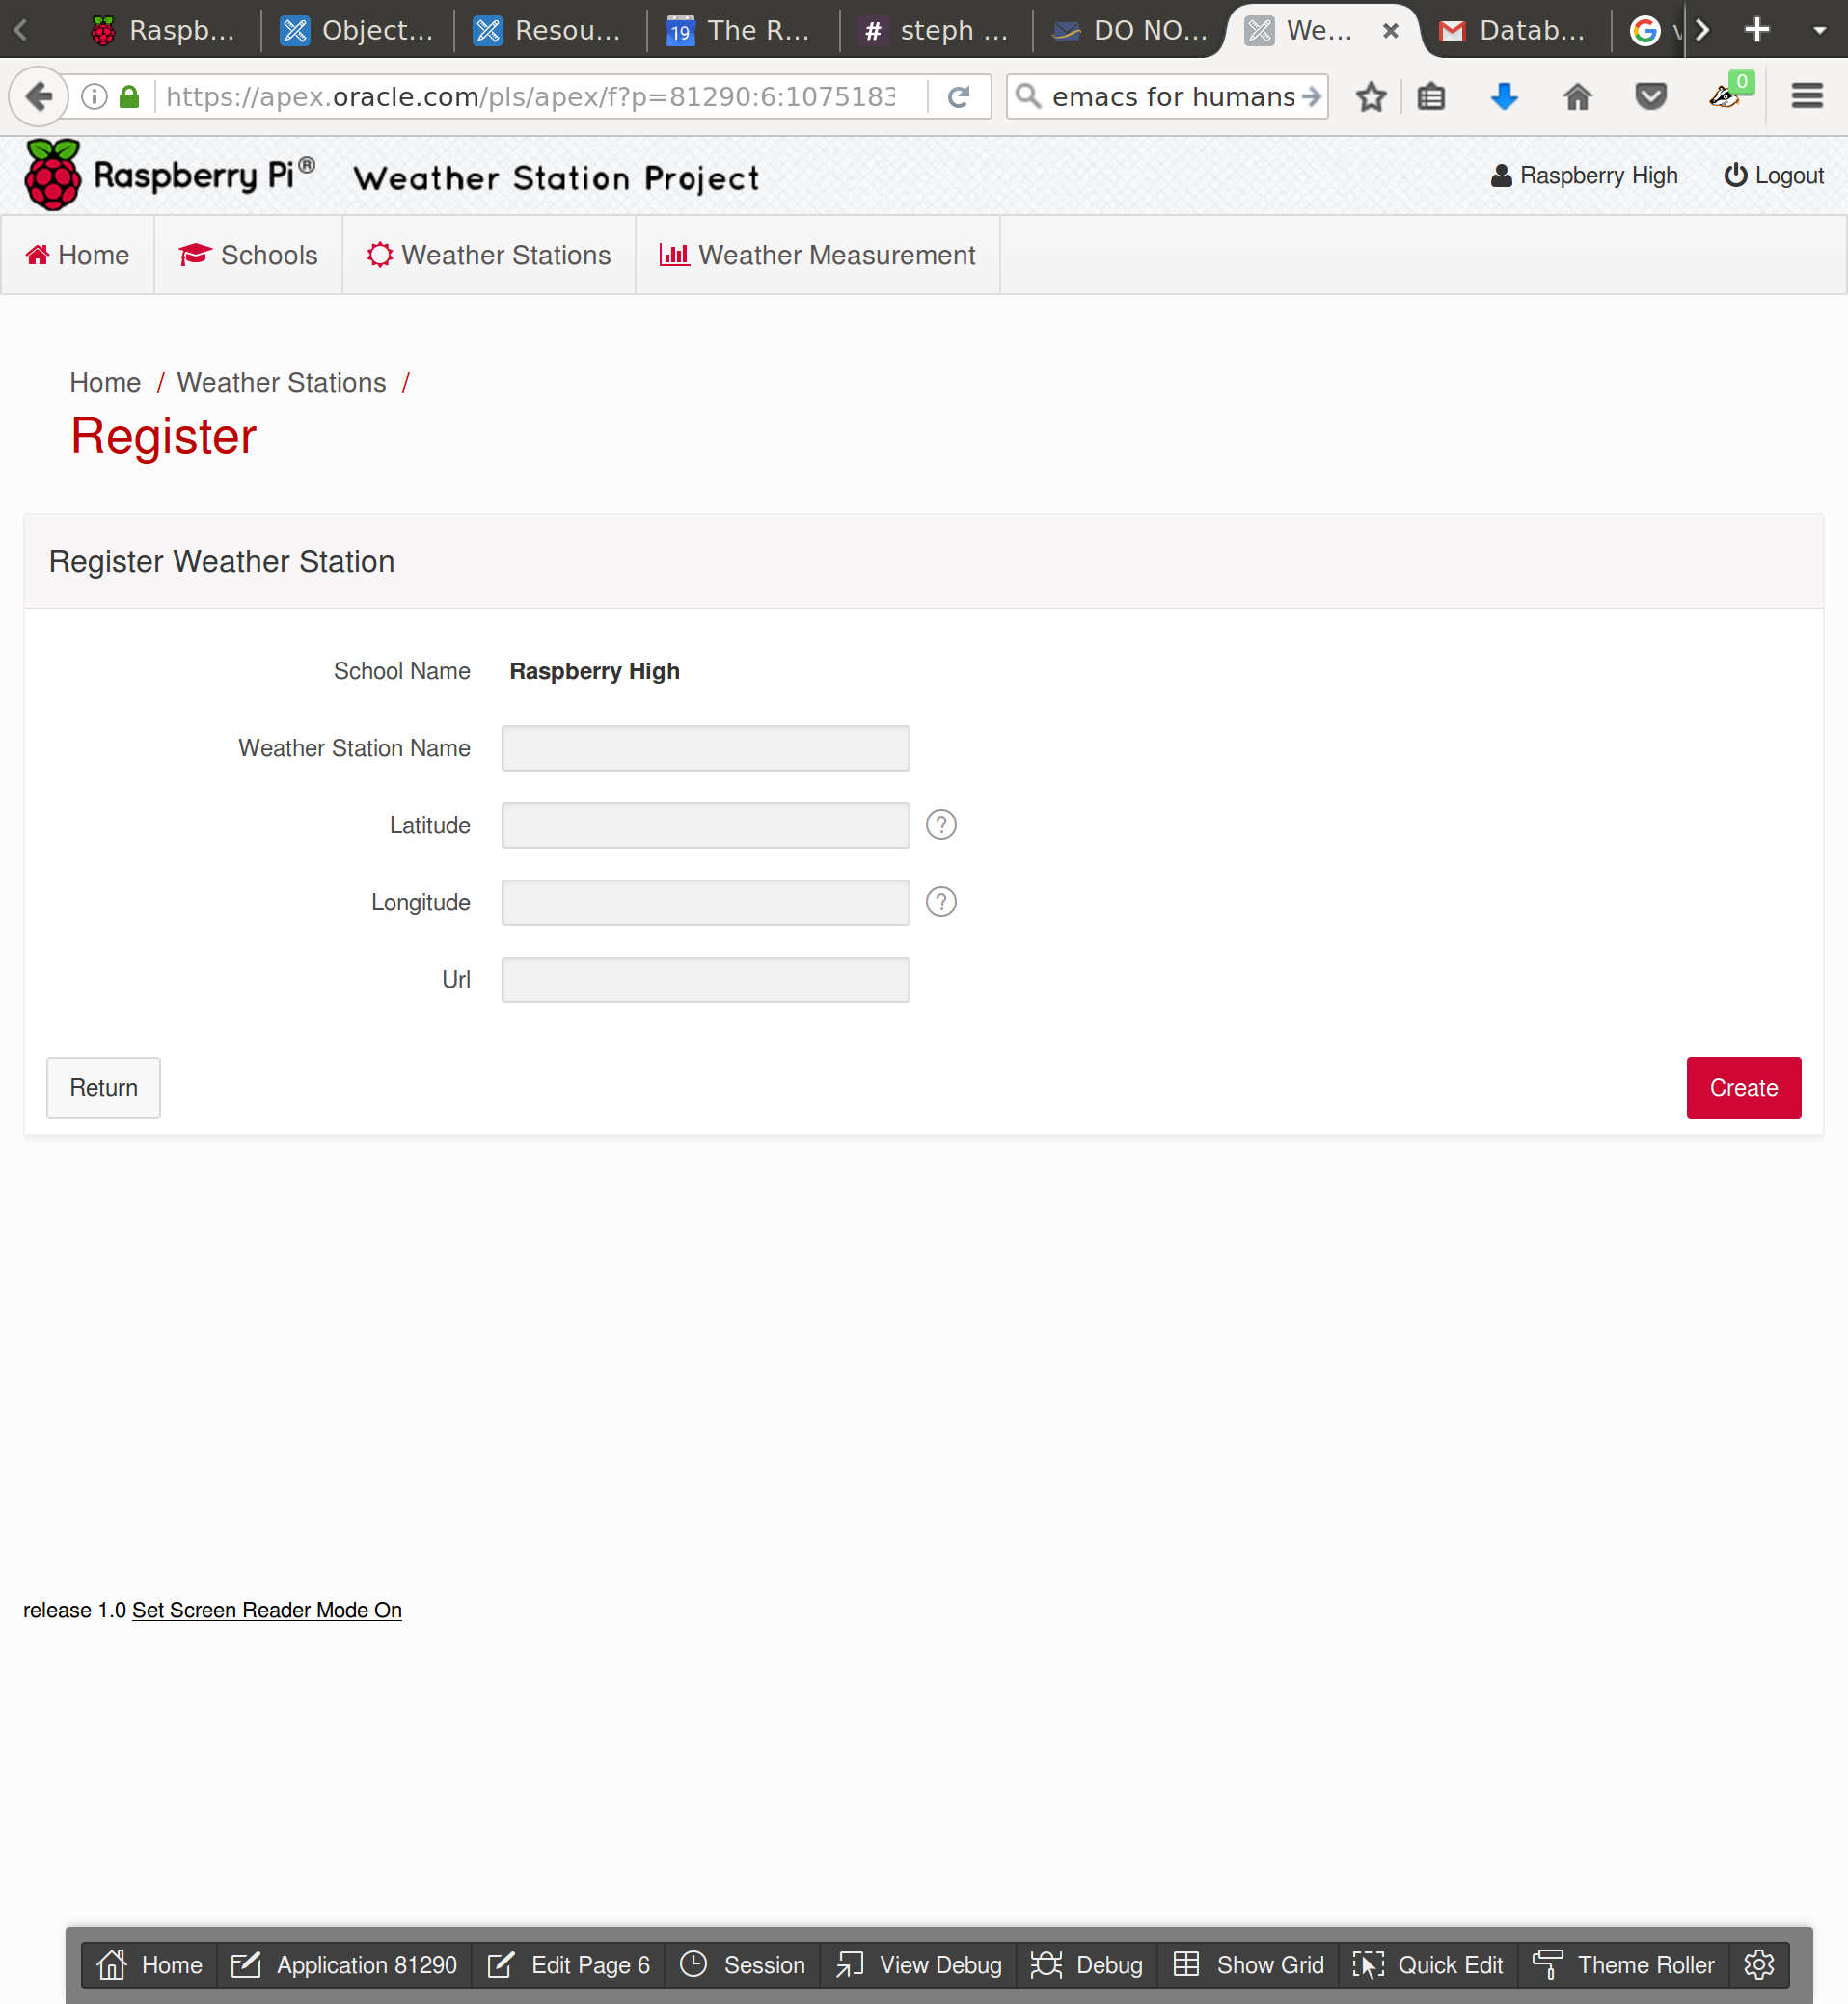 Raspb... Object... Resou... 19 The R... # steph ... DO NO... We... Datab...
https://apex.oracle.com/pls/apex/f?p=81290:6:1075183 emacs for humans 0
Raspberry Pi® Weather Station Project Raspberry High Logout
Home Schools Weather Stations Weather Measurement
Home / Weather Stations /
Register
Register Weather Station
School Name Raspberry High
Weather Station Name
Latitude ?
Longitude ?
Url
Return Create
release 1.0 Set Screen Reader Mode On
Home Application 81290 Edit Page 6 Session View Debug Debug Show Grid Quick Edit Theme Roller